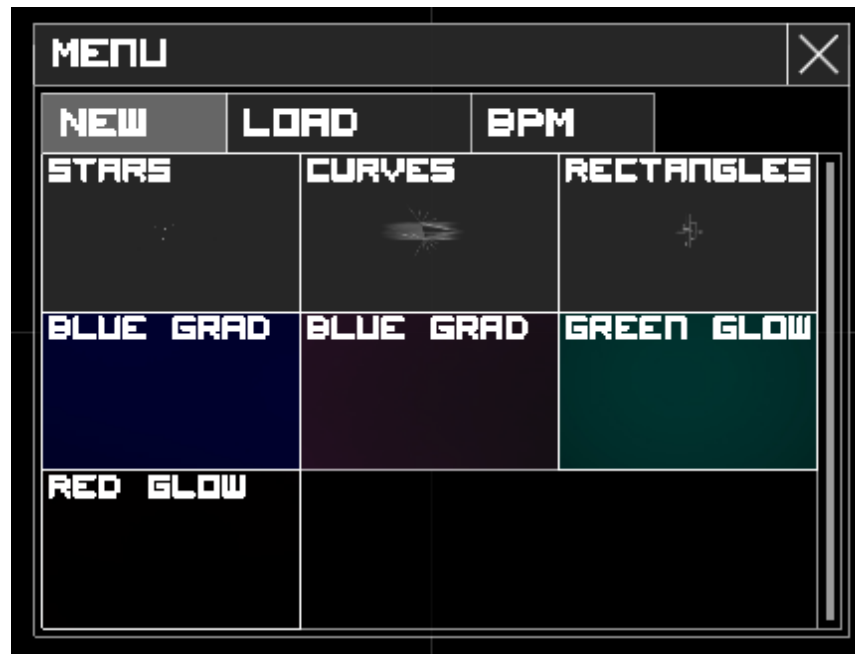 MENU
NEW LOAD BPM
STARS CURVES RECTANGLES
BLUE GRAD BLUE GRAD GREEN GLOW
RED GLOW